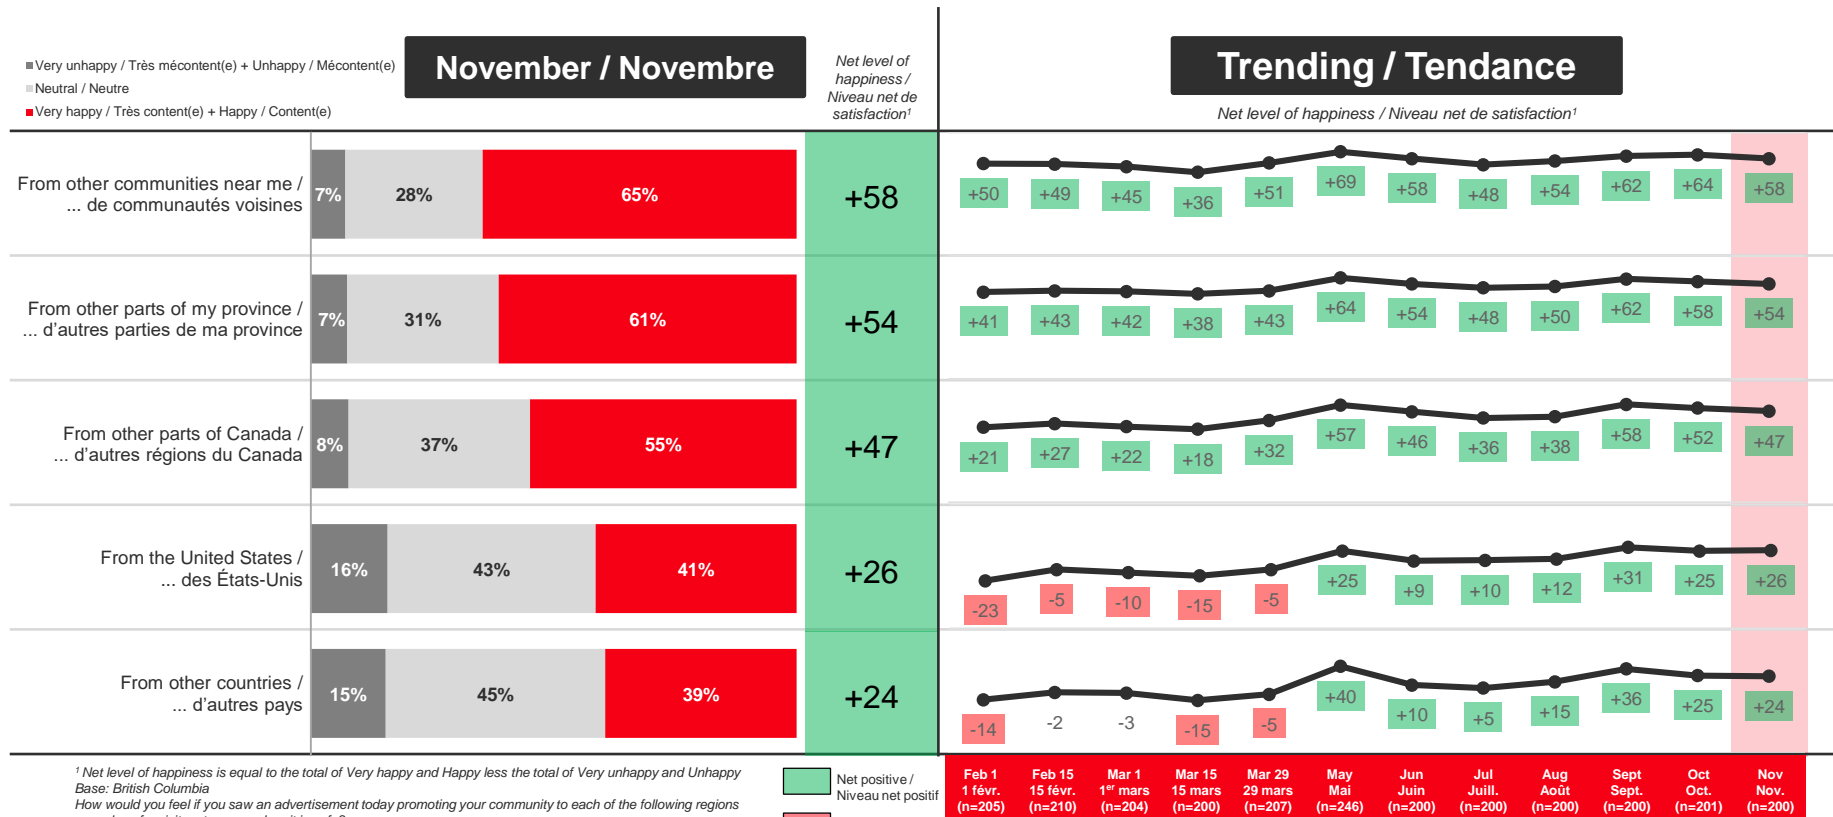 Very unhappy / Très mécontent(e) + Unhappy / Mécontent(e)
Neutral / Neutre
Very happy / Très content(e) + Happy / Content(e)
November / Novembre
Net level of
happiness /
Niveau net de
satisfaction¹
Trending / Tendance
Net level of happiness / Niveau net de satisfaction¹
From other communities near me /
... de communautés voisines
7% 28% 65% +58
+50 +49 +45 +36 +51 +69 +58 +48 +54 +62 +64 +58
From other parts of my province /
... d'autres parties de ma province
7% 31% 61% +54
+41 +43 +42 +38 +43 +64 +54 +48 +50 +62 +58 +54
From other parts of Canada /
... d'autres régions du Canada
8% 37% 55% +47
+21 +27 +22 +18 +32 +57 +46 +36 +38 +58 +52 +47
From the United States /
... des États-Unis
16% 43% 41% +26
-23 -5 -10 -15 -5 +25 +9 +10 +12 +31 +25 +26
From other countries /
... d'autres pays
15% 45% 39% +24
-14 -2 -3 -15 -5 +40 +10 +5 +15 +36 +25 +24
¹ Net level of happiness is equal to the total of Very happy and Happy less the total of Very unhappy and Unhappy
Base: British Columbia
How would you feel if you saw an advertisement today promoting your community to each of the following regions
Net positive /
Niveau net positif
Feb 1 Feb 15 Mar 1 Mar 15 Mar 29 May Jun Jul Aug Sept Oct Nov
1 févr. 15 févr. 1er mars 15 mars 29 mars Mai Juin Juill. Août Sept. Oct. Nov.
(n=205) (n=210) (n=204) (n=200) (n=207) (n=246) (n=200) (n=200) (n=200) (n=200) (n=201) (n=200)